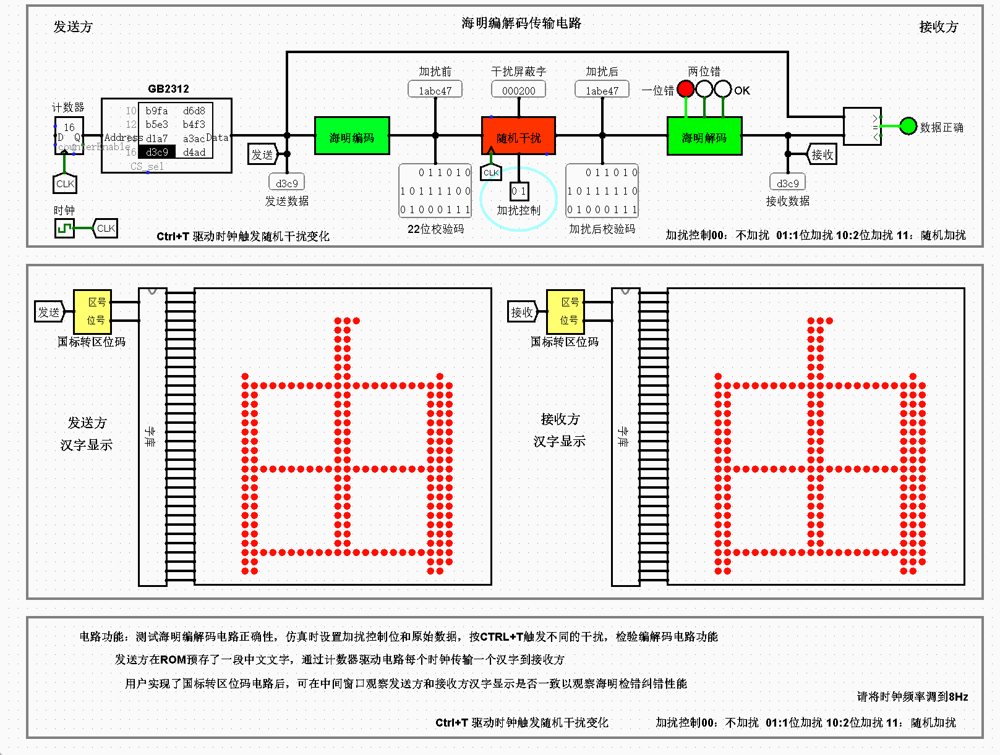 发送方
海明编解码传输电路
接收方
加扰前
干扰屏蔽字
加扰后
两位错
1abc47
000200
1abe47
一位错
OK
GB2312
计数器
16
D Q
counterEnable
Address
Data
10 b9fa d6d8
12 b5e3 b4f3
d1a7 a3ac
16 d3c9 d4ad
CS_sel
CLK
时钟
CLK
发送
d3c9
发送数据
海明编码
0 1 1 0 1 0
1 0 1 1 1 1 0 0
0 1 0 0 0 1 1 1
22位校验码
随机干扰
CLK
0 1
加扰控制
0 1 1 0 1 0
1 0 1 1 1 1 1 0
0 1 0 0 0 1 1 1
加扰后校验码
海明解码
>
=
<
数据正确
接收
d3c9
接收数据
Ctrl+T 驱动时钟触发随机干扰变化
加扰控制00：不加扰 01:1位加扰 10:2位加扰 11：随机加扰
发送
区号
位号
国标转区位码
字库
发送方
汉字显示
接收
区号
位号
国标转区位码
字库
接收方
汉字显示
由
由
电路功能：测试海明编解码电路正确性，仿真时设置加扰控制位和原始数据，按CTRL+T触发不同的干扰，检验编解码电路功能
发送方在ROM预存了一段中文文字，通过计数器驱动电路每个时钟传输一个汉字到接收方
用户实现了国标转区位码电路后，可在中间窗口观察发送方和接收方汉字显示是否一致以观察海明检错纠错性能
请将时钟频率调到8Hz
Ctrl+T 驱动时钟触发随机干扰变化
加扰控制00：不加扰 01:1位加扰 10:2位加扰 11：随机加扰